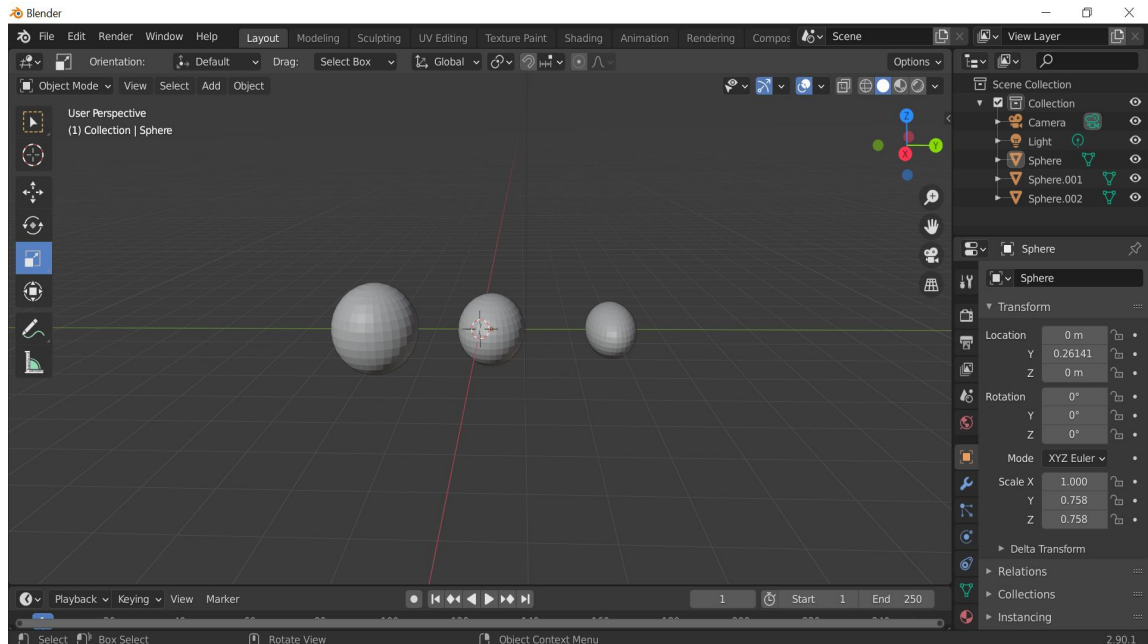 Blender
File Edit Render Window Help Layout Modeling Sculpting UV Editing Texture Paint Shading Animation Rendering Compos Scene View Layer
Orientation: Default Drag: Select Box Global Options
Object Mode View Select Add Object
User Perspective
(1) Collection | Sphere
Z
Y
X
Scene Collection
Collection
Camera
Light
Sphere
Sphere.001
Sphere.002
Sphere
Sphere
Transform
Location 0 m
Y 0.26141
Z 0 m
Rotation 0°
Y 0°
Z 0°
Mode XYZ Euler
Scale X 1.000
Y 0.758
Z 0.758
Delta Transform
Relations
Collections
Instancing
Playback Keying View Marker 1 Start 1 End 250
Select Box Select Rotate View Object Context Menu 2.90.1